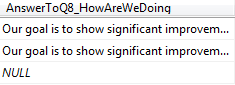 AnswerToQ8_HowAreWeDoing
Our goal is to show significant improvem...
Our goal is to show significant improvem...
NULL